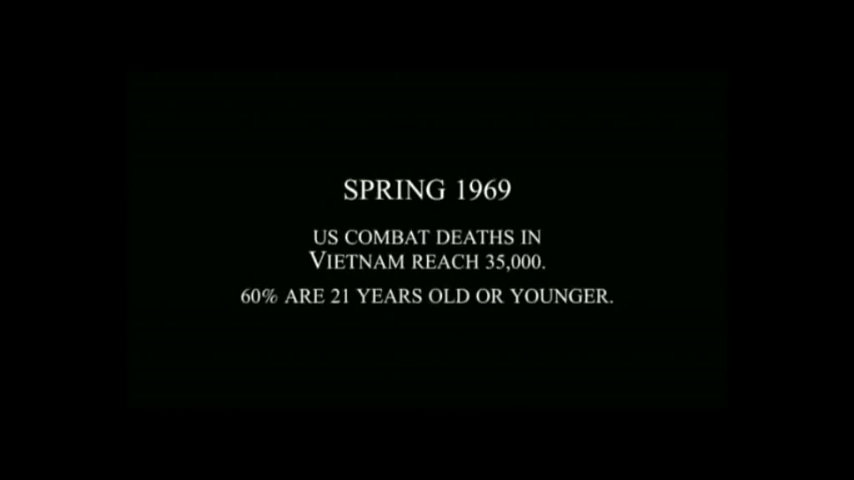 SPRING 1969
US COMBAT DEATHS IN
VIETNAM REACH 35,000.
60% ARE 21 YEARS OLD OR YOUNGER.